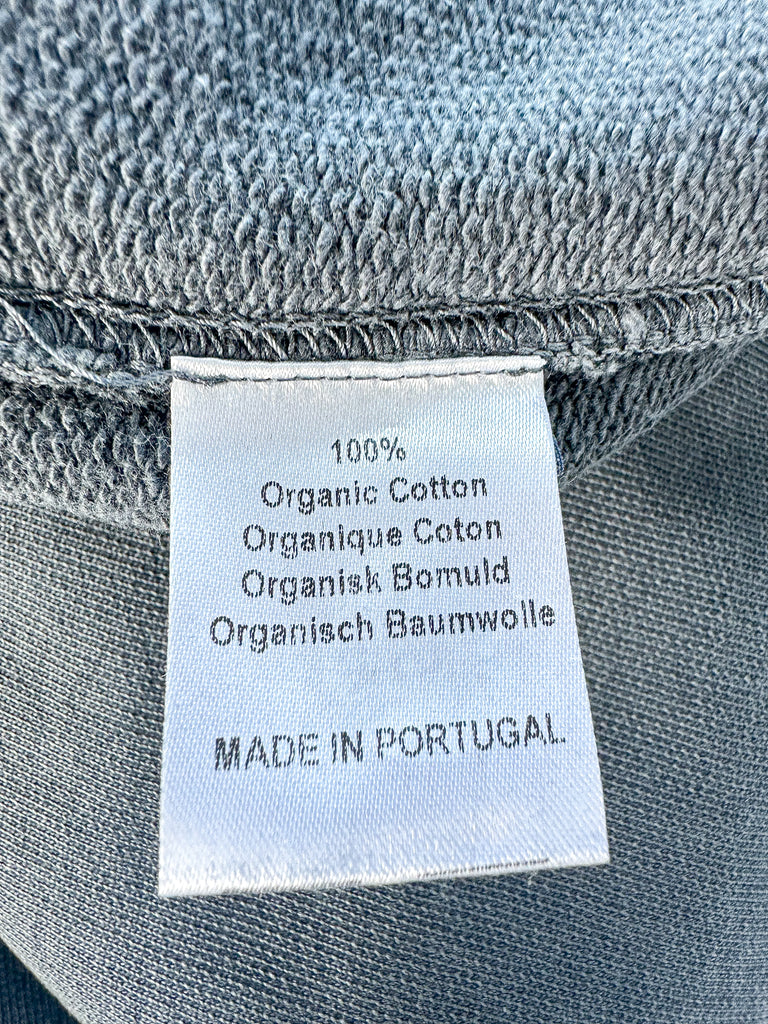 100%
Organic Cotton
Organique Coton
Organisk Bomuld
Organisch Baumwolle
MADE IN PORTUGAL